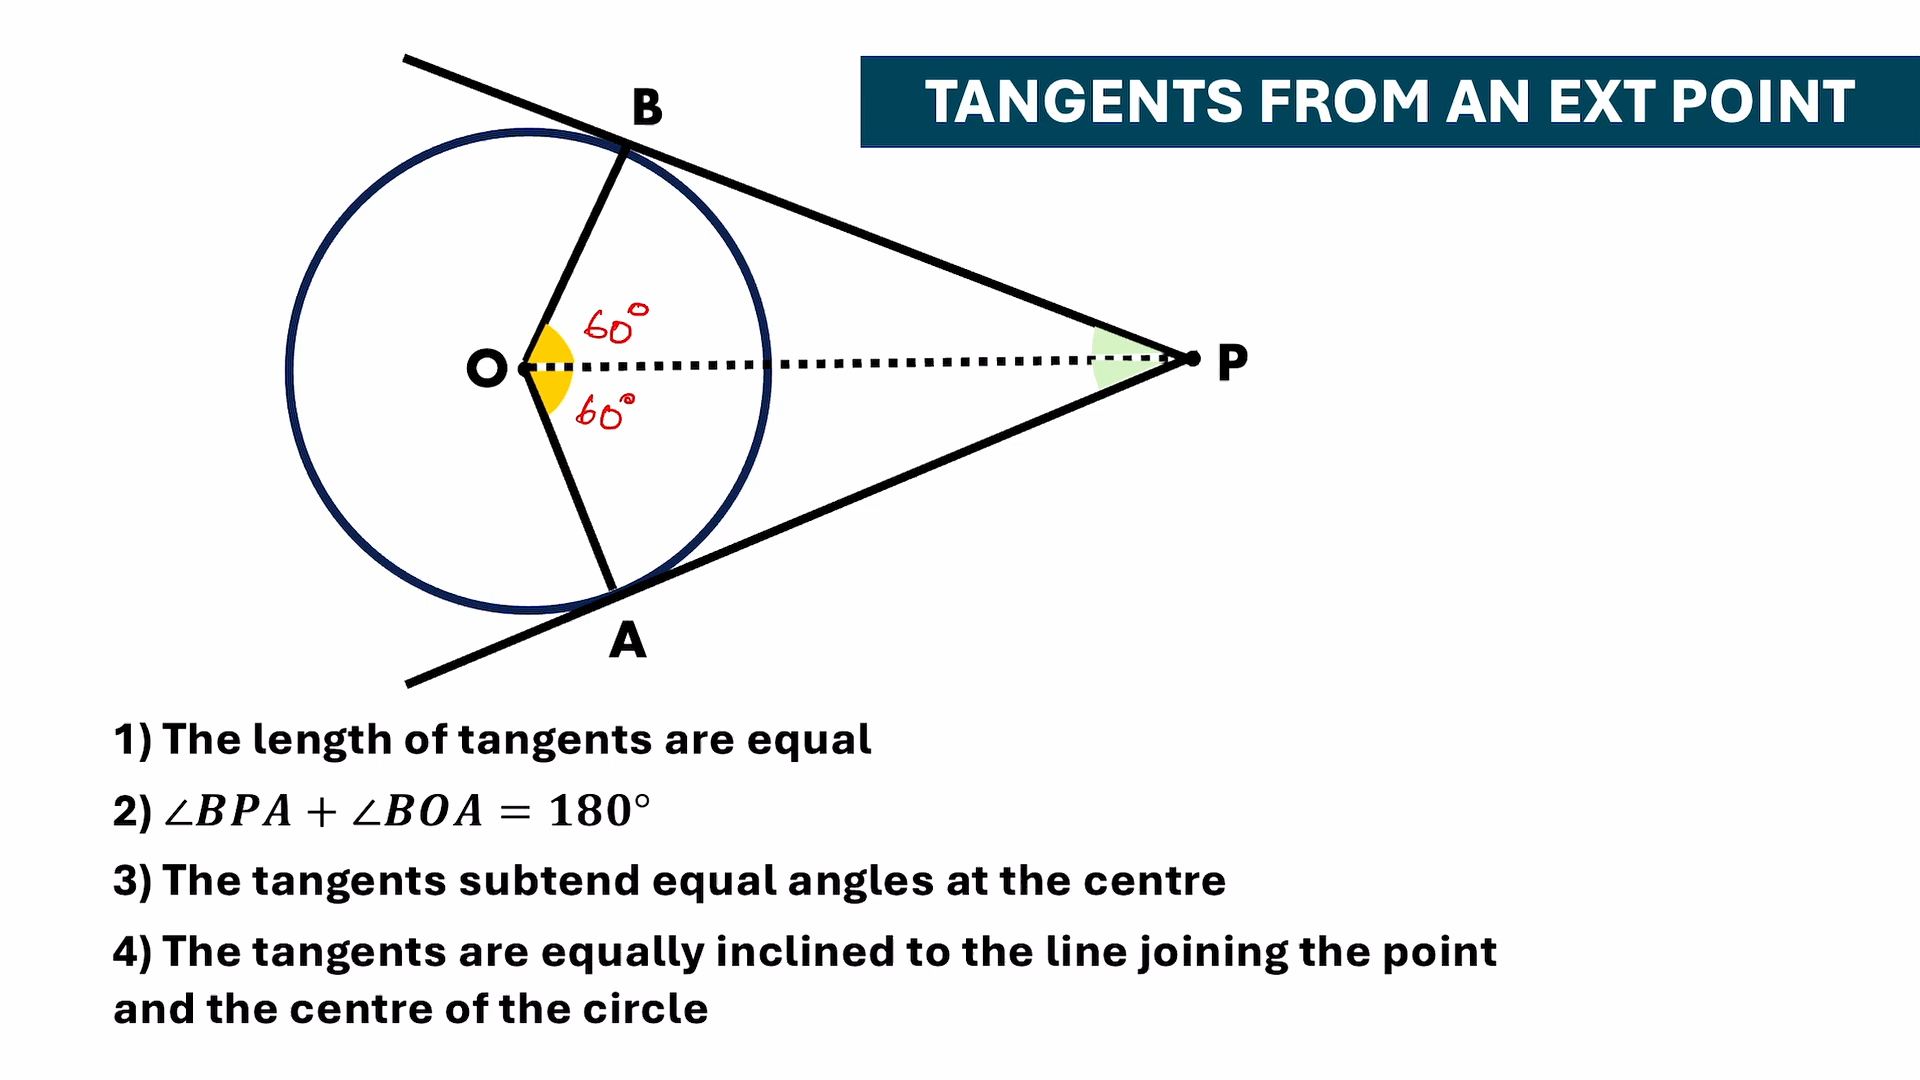 TANGENTS FROM AN EXT POINT
B
60°
O
P
60°
A
1) The length of tangents are equal
2) ∠BPA + ∠BOA = 180°
3) The tangents subtend equal angles at the centre
4) The tangents are equally inclined to the line joining the point
and the centre of the circle